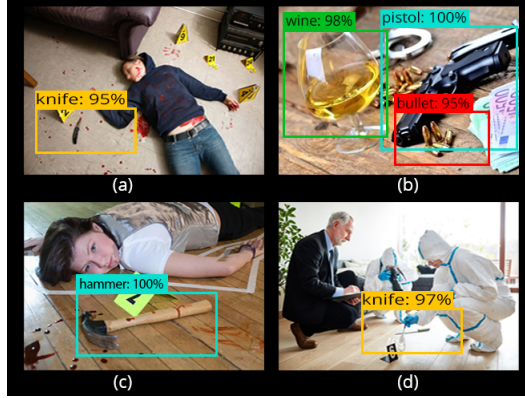 wine: 98%
pistol: 100%
knife: 95%
bullet: 95%
(a)
(b)
hammer: 100%
knife: 97%
(c)
(d)